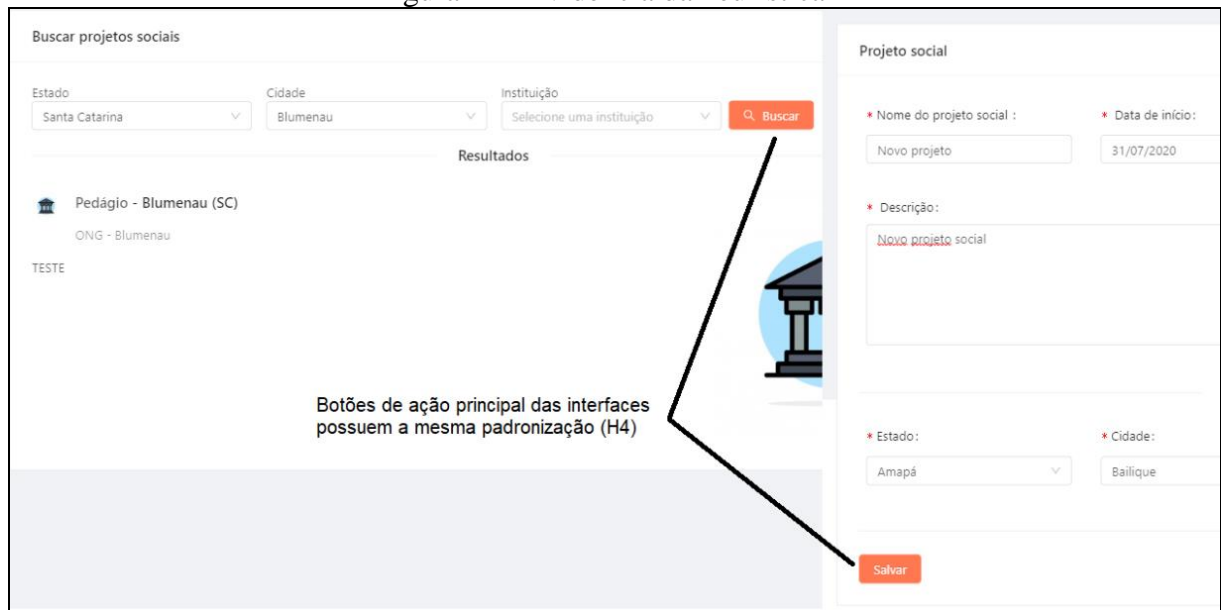 Buscar projetos sociais
Estado
Cidade
Instituição
Santa Catarina
Blumenau
Selecione uma instituição
Buscar
Resultados
Pedágio - Blumenau (SC)
ONG - Blumenau
TESTE
Botões de ação principal das interfaces
possuem a mesma padronização (H4)
Projeto social
* Nome do projeto social :
* Data de início:
Novo projeto
31/07/2020
* Descrição:
Novo projeto social
* Estado:
* Cidade:
Amapá
Bailique
Salvar